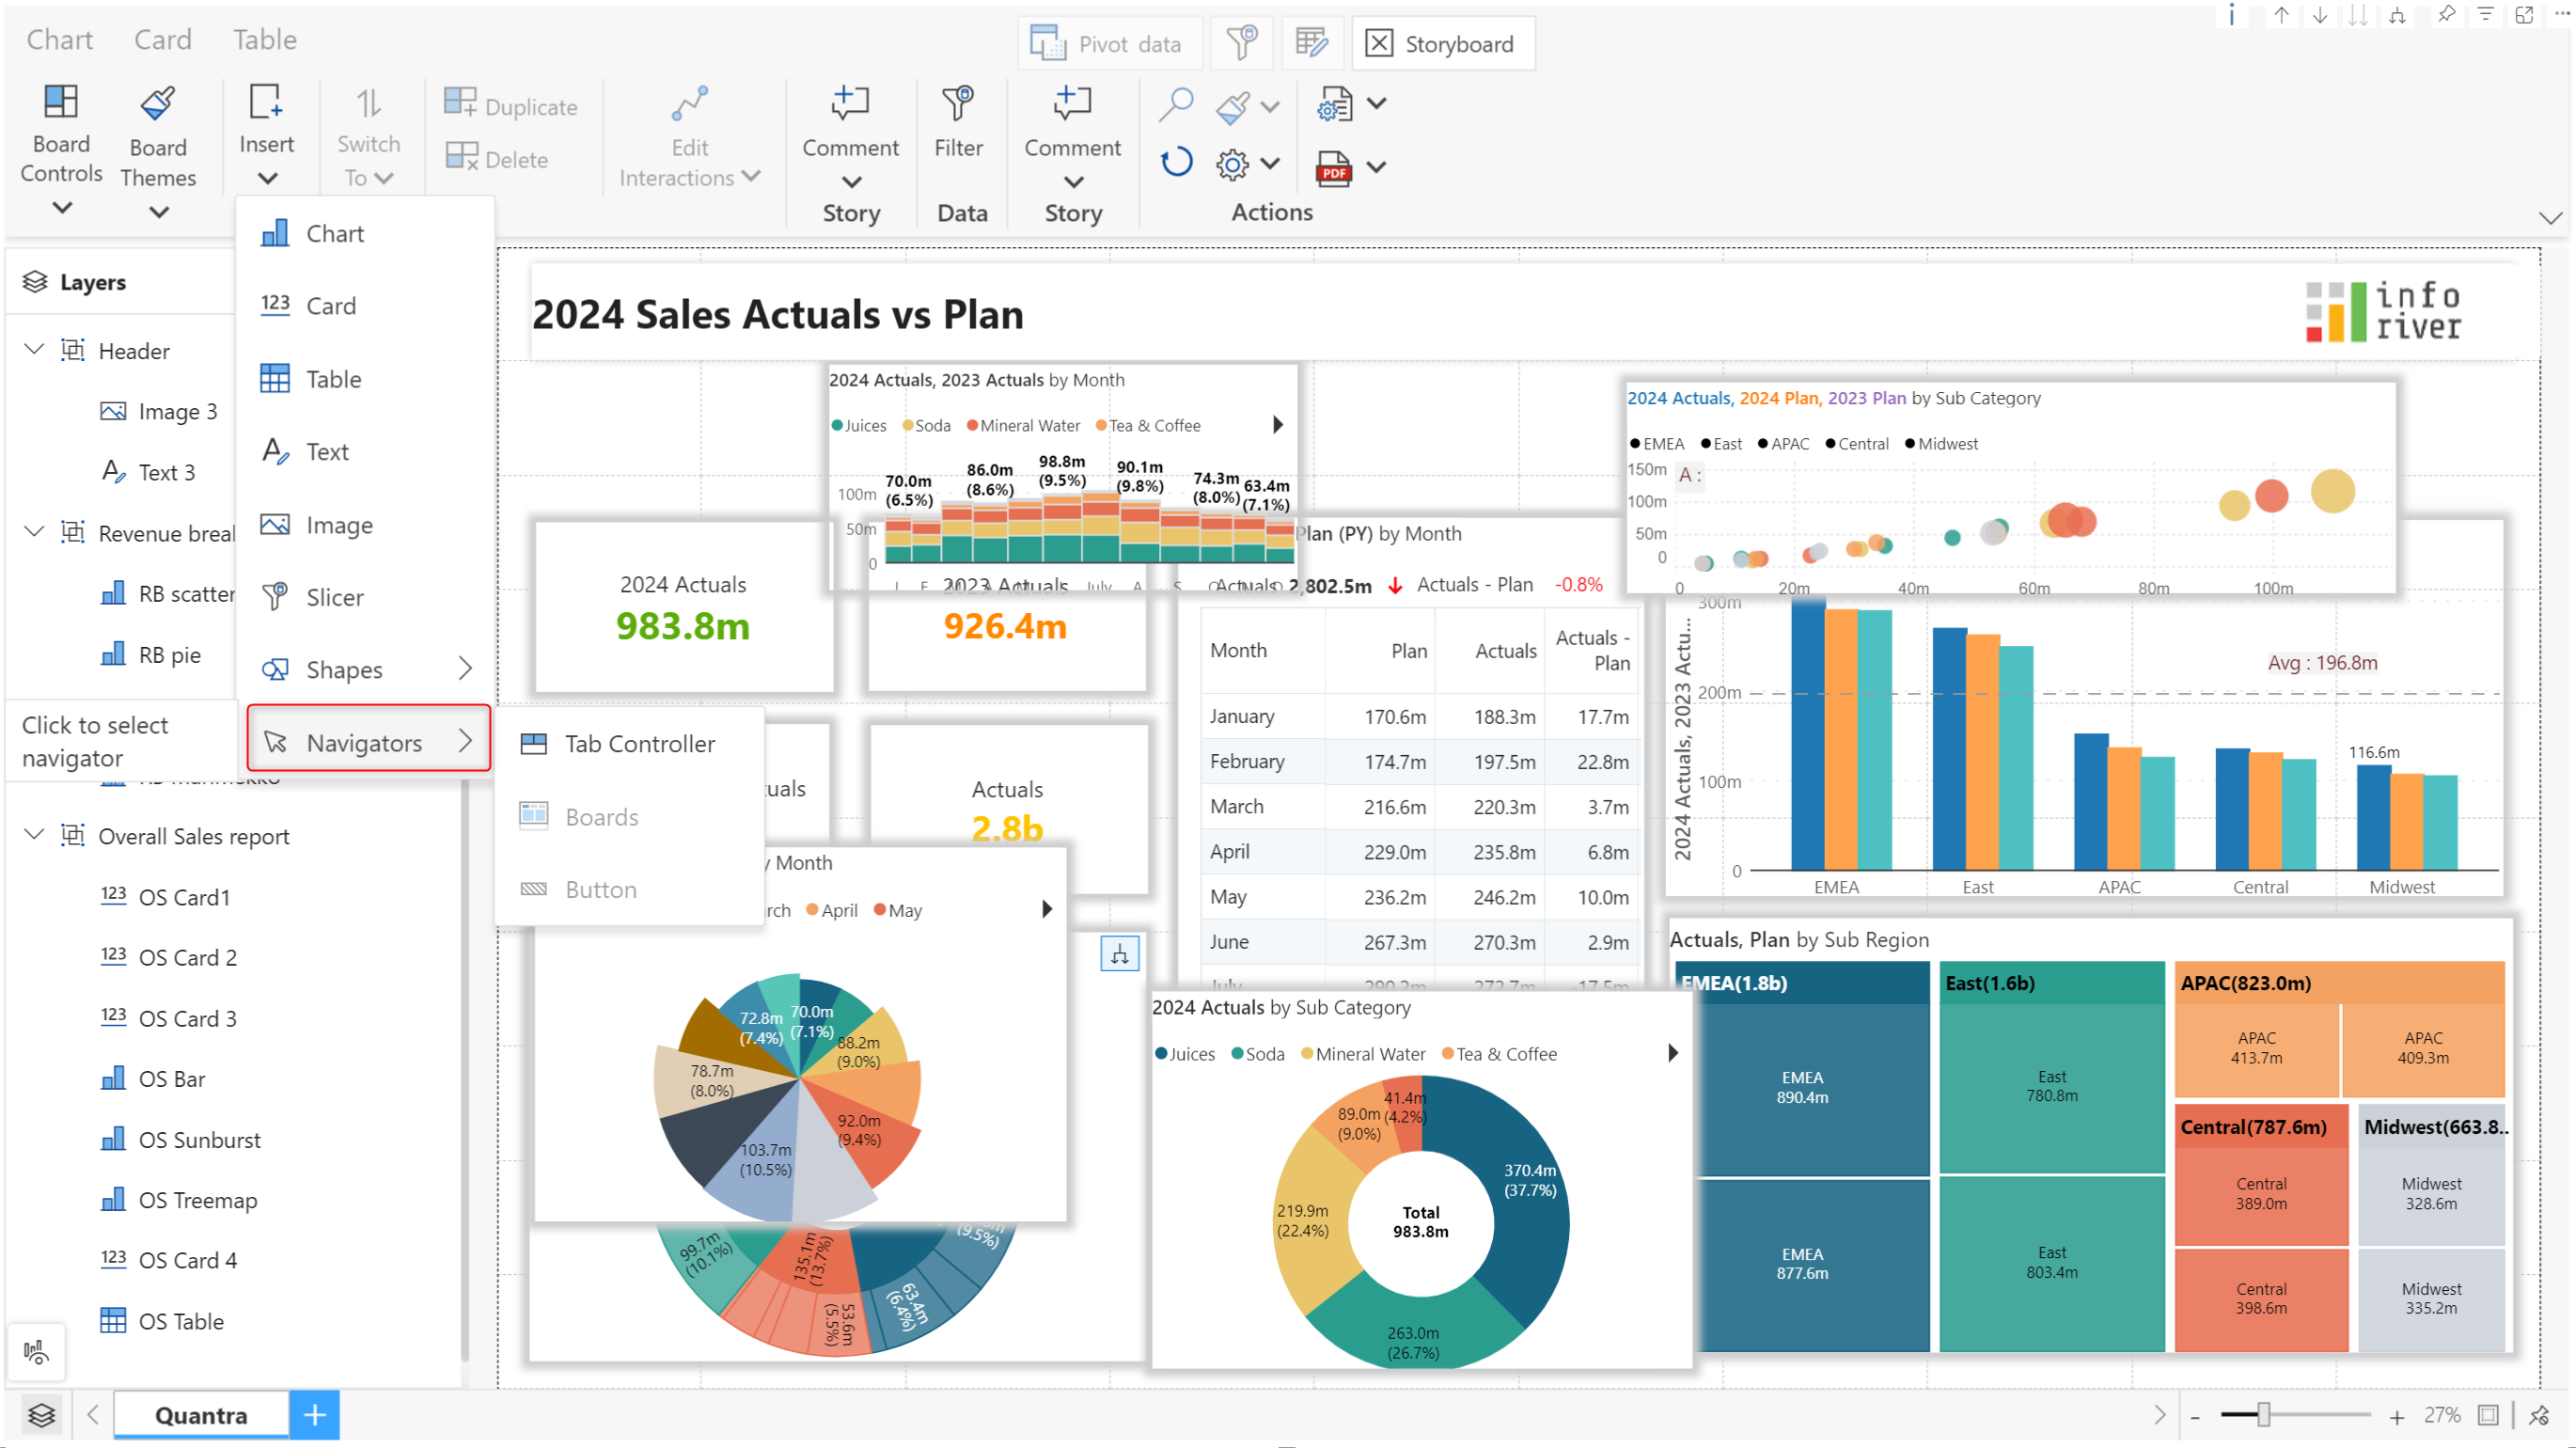 Chart Card Table
Pivot data
Storyboard
Board Controls
Board Themes
Insert
Switch To
Duplicate
Delete
Edit Interactions
Comment
Story
Filter
Data
Comment
Story
PDF
Actions
Chart
123 Card
Table
Text
Image
Slicer
Shapes
Navigators
Click to select
navigator
Tab Controller
Boards
Button
Layers
Header
Image 3
Text 3
Revenue brea
RB scatter
RB pie
Overall Sales report
123 OS Card1
123 OS Card 2
123 OS Card 3
OS Bar
OS Sunburst
OS Treemap
123 OS Card 4
OS Table
2024 Sales Actuals vs Plan
info
river
2024 Actuals, 2023 Actuals by Month
Juices Soda Mineral Water Tea & Coffee
70.0m
(6.5%)
86.0m
(8.6%)
98.8m
(9.5%)
90.1m
(9.8%)
74.3m
(8.0%)
63.4m
(7.1%)
100m
50m
0
July
2024 Actuals
983.8m
2023 Actuals
926.4m
tuals
Actuals
2.8b
Plan (PY) by Month
Actuals 2,802.5m Actuals - Plan -0.8%
Month Plan Actuals Actuals - Plan
January 170.6m 188.3m 17.7m
February 174.7m 197.5m 22.8m
March 216.6m 220.3m 3.7m
April 229.0m 235.8m 6.8m
May 236.2m 246.2m 10.0m
June 267.3m 270.3m 2.9m
2024 Actuals, 2024 Plan, 2023 Plan by Sub Category
EMEA East APAC Central Midwest
A :
150m
100m
50m
0
0 20m 40m 60m 80m 100m
2024 Actuals, 2023 Actu...
300m
200m
100m
0
Avg : 196.8m
116.6m
EMEA East APAC Central Midwest
y Month
rch April May
72.8m
(7.4%)
70.0m
(7.1%)
88.2m
(9.0%)
78.7m
(8.0%)
92.0m
(9.4%)
103.7m
(10.5%)
99.7m
(10.1%)
135.1m
(13.7%)
53.6m
(5.5%)
63.4m
(6.4%)
(9.5%)
2024 Actuals by Sub Category
Juices Soda Mineral Water Tea & Coffee
41.4m
(4.2%)
89.0m
(9.0%)
370.4m
(37.7%)
219.9m
(22.4%)
Total
983.8m
263.0m
(26.7%)
Actuals, Plan by Sub Region
EMEA(1.8b)
EMEA
890.4m
EMEA
877.6m
East(1.6b)
East
780.8m
East
803.4m
APAC(823.0m)
APAC
413.7m
APAC
409.3m
Central(787.6m)
Central
389.0m
Central
398.6m
Midwest(663.8..
Midwest
328.6m
Midwest
335.2m
Quantra
27%